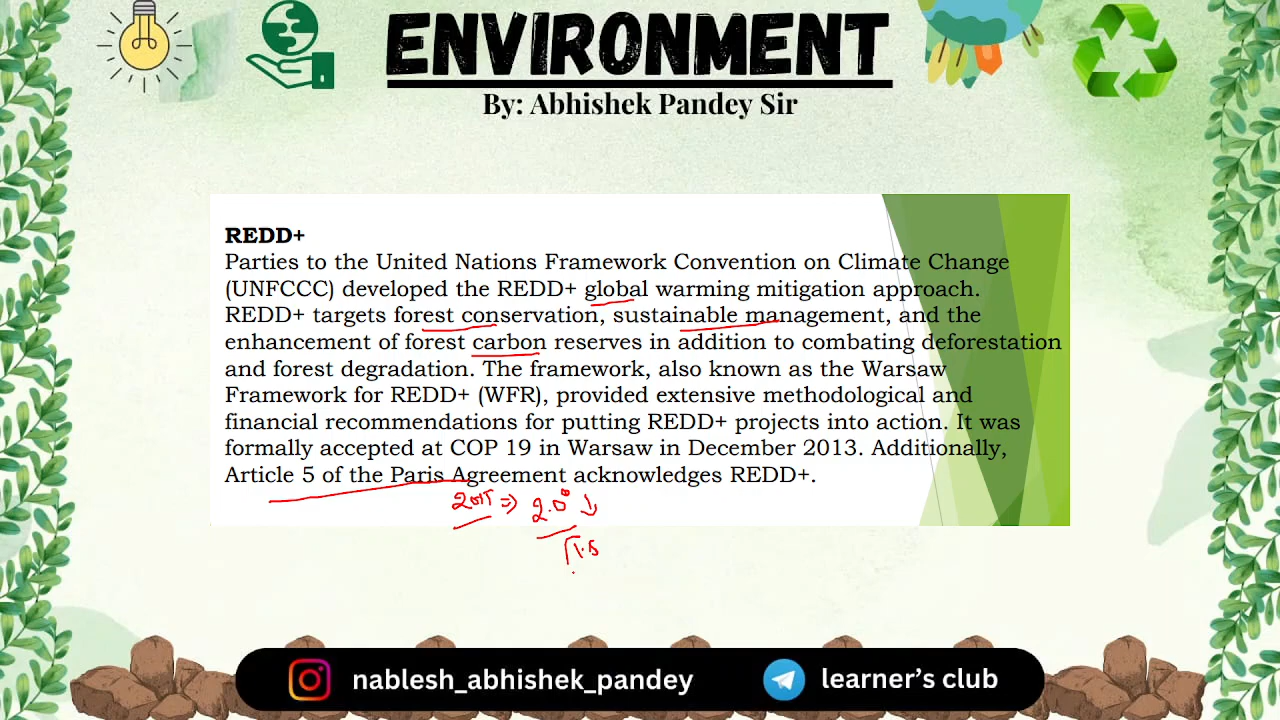 ENVIRONMENT
By: Abhishek Pandey Sir
REDD+
Parties to the United Nations Framework Convention on Climate Change
(UNFCCC) developed the REDD+ global warming mitigation approach.
REDD+ targets forest conservation, sustainable management, and the
enhancement of forest carbon reserves in addition to combating deforestation
and forest degradation. The framework, also known as the Warsaw
Framework for REDD+ (WFR), provided extensive methodological and
financial recommendations for putting REDD+ projects into action. It was
formally accepted at COP 19 in Warsaw in December 2013. Additionally,
Article 5 of the Paris Agreement acknowledges REDD+.
2015 ⇒ 2.0° ↓
1.5
nablesh_abhishek_pandey
learner's club